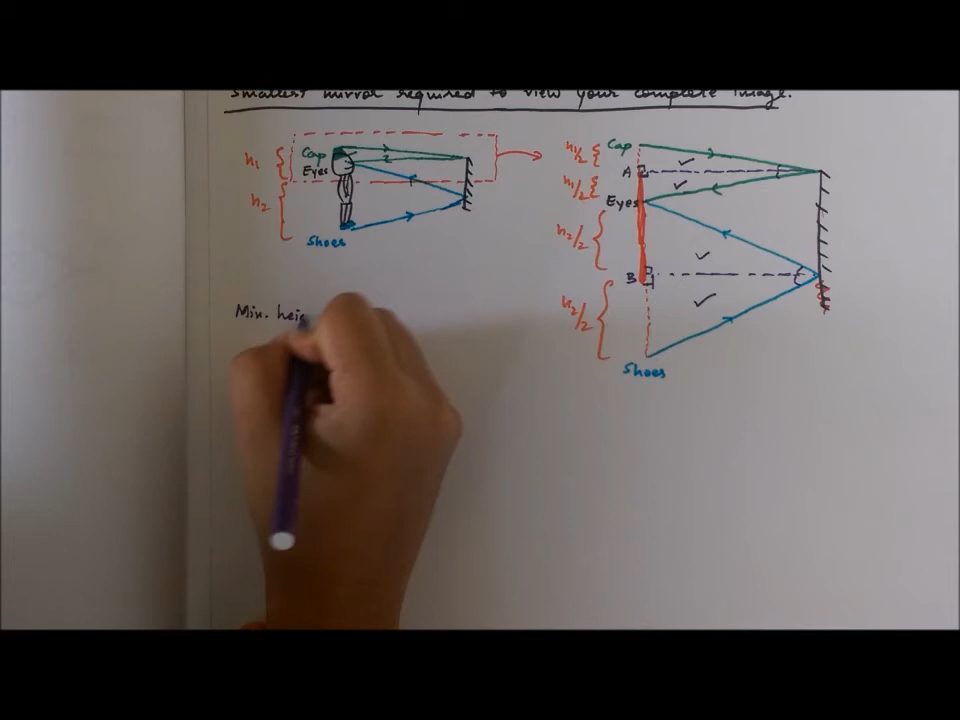 smallest mirror required to view your complete image.
h₁
Cap
Eyes
h₂
Shoes
h₁/2
Cap
A
h₁/2
Eyes
h₂/2
B
h₂/2
Shoes
Min. heig